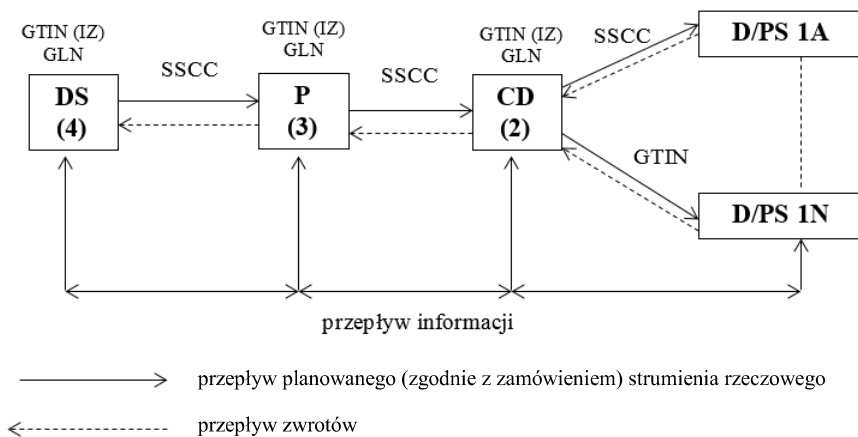 GTIN (IZ)
GLN
GTIN (IZ)
GLN
GTIN (IZ)
GLN
SSCC
D/PS 1A
SSCC
SSCC
DS
(4)
P
(3)
CD
(2)
GTIN
D/PS 1N
przepływ informacji
przepływ planowanego (zgodnie z zamówieniem) strumienia rzeczowego
przepływ zwrotów